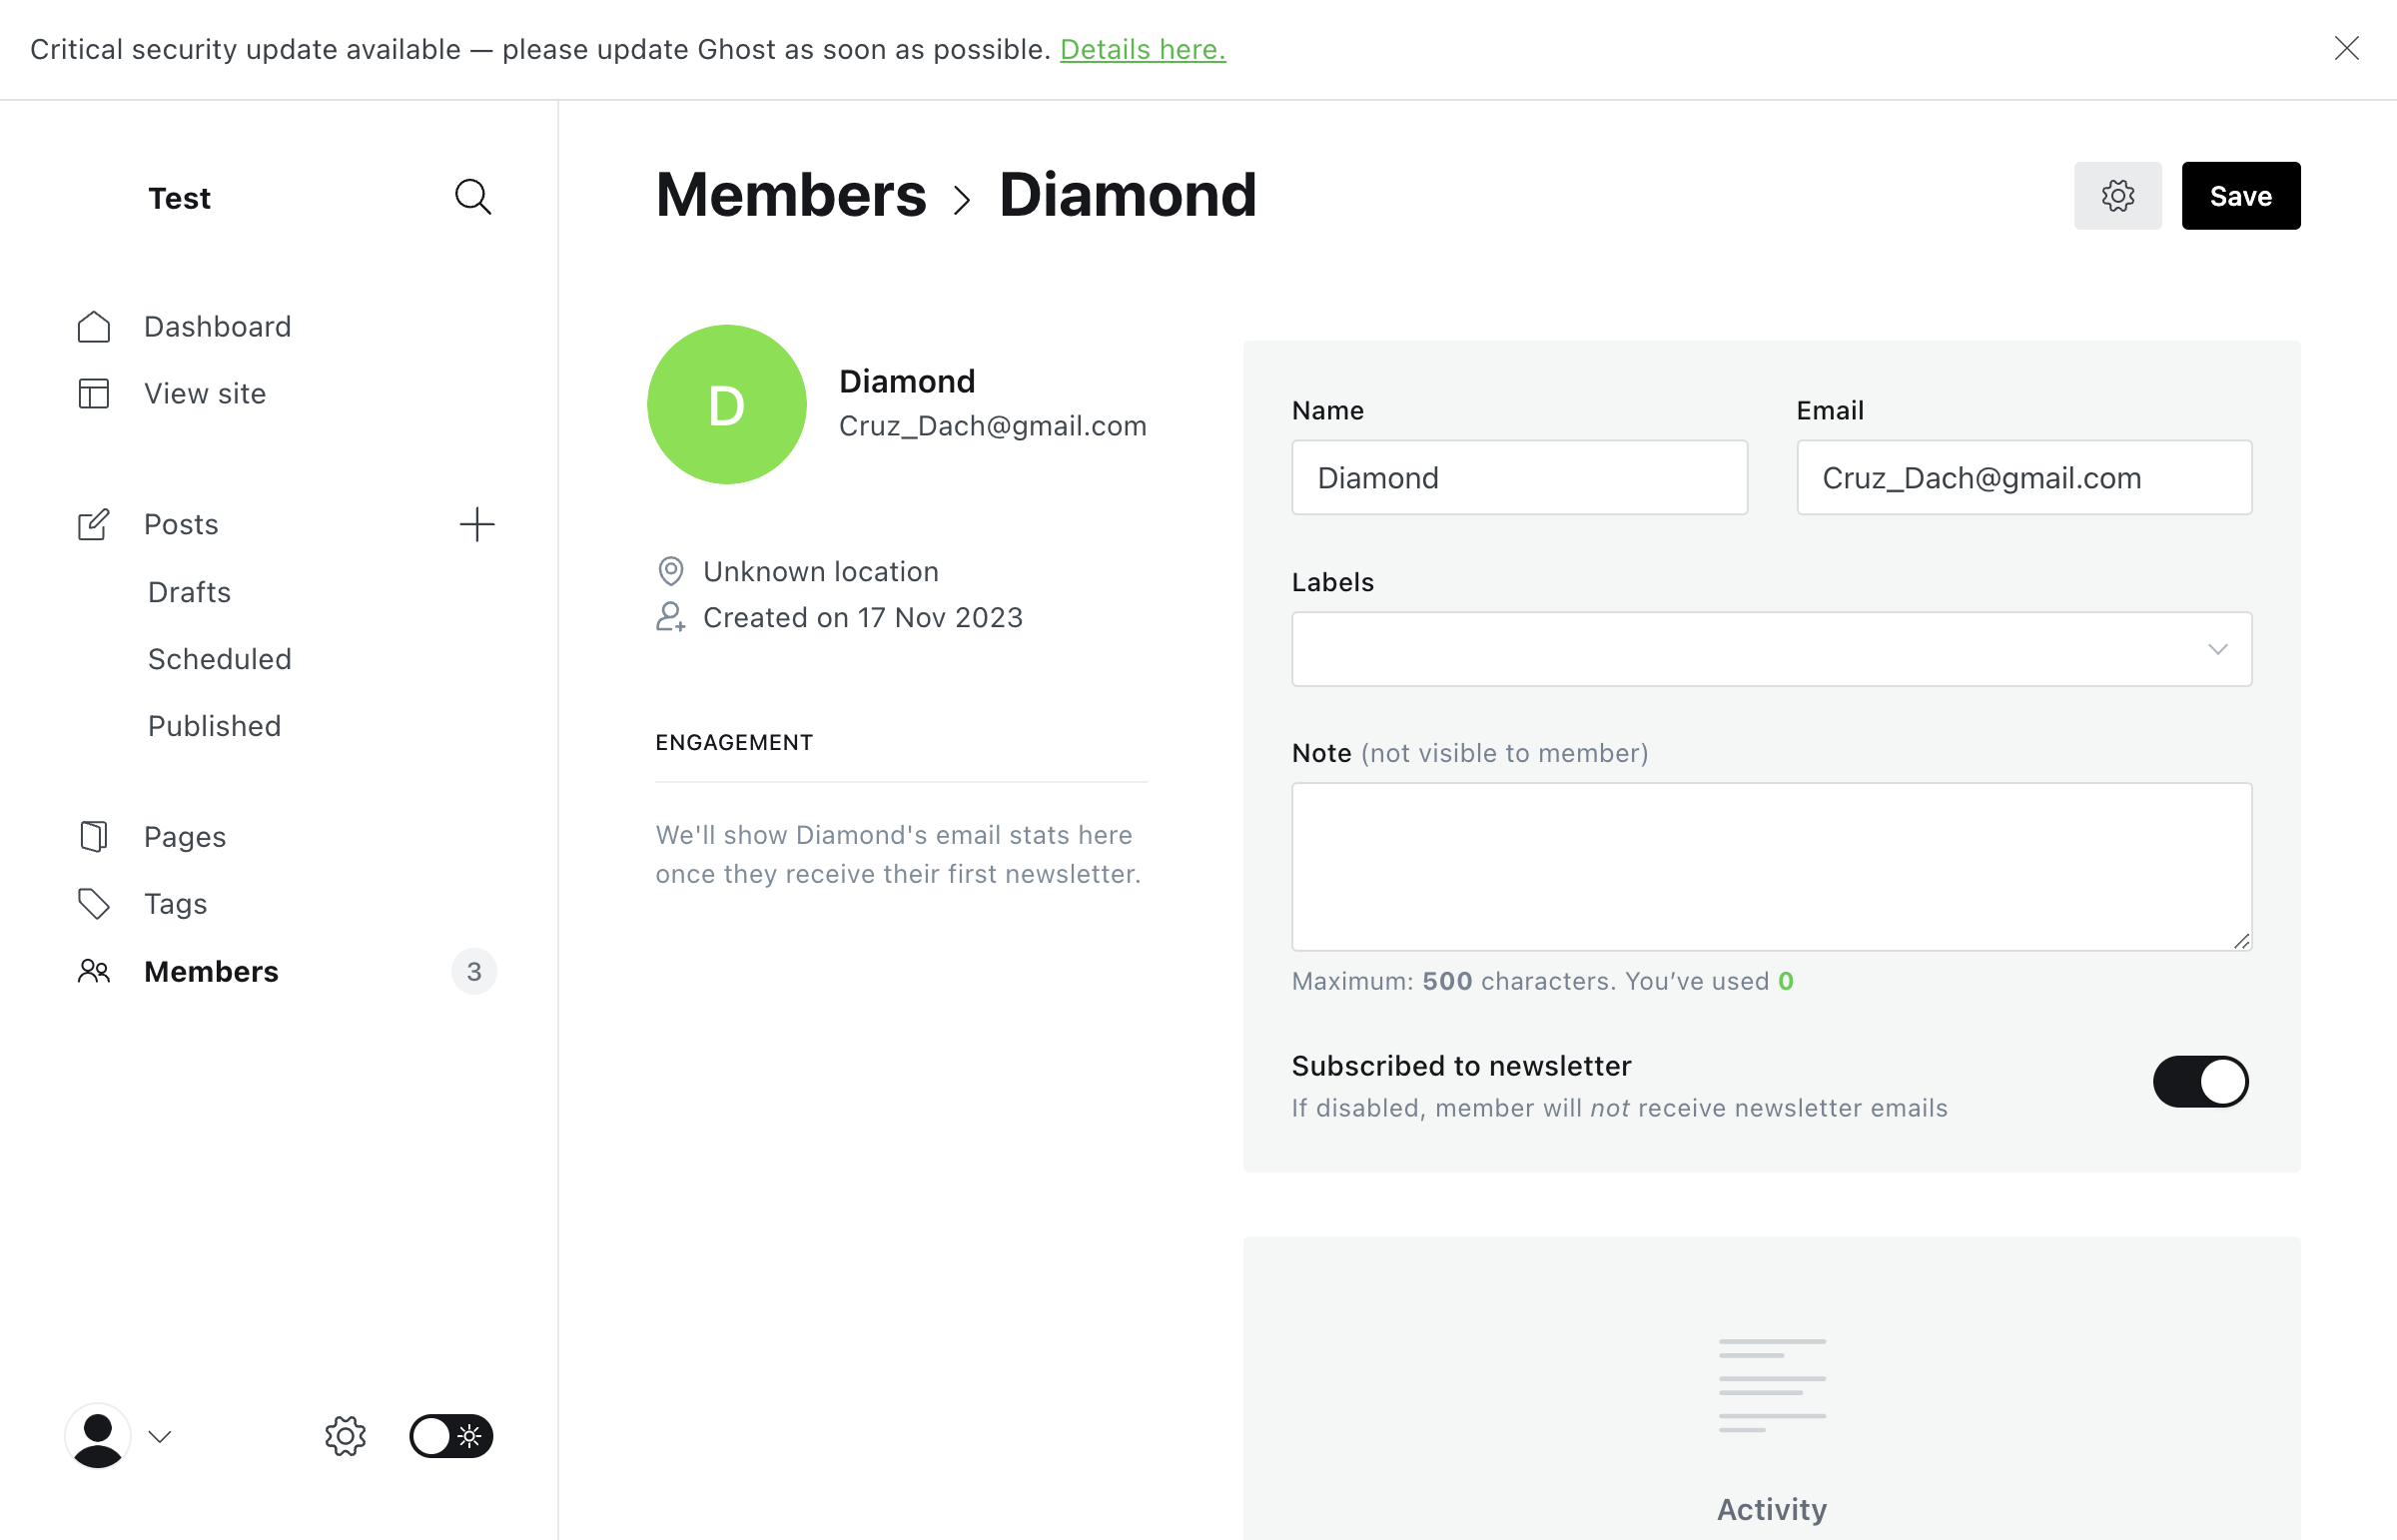 Critical security update available — please update Ghost as soon as possible. Details here.
Test
Dashboard
View site
Posts
Drafts
Scheduled
Published
Pages
Tags
Members
3
Members Diamond
Save
D
Diamond
Cruz_Dach@gmail.com
Unknown location
Created on 17 Nov 2023
ENGAGEMENT
We'll show Diamond's email stats here
once they receive their first newsletter.
Name
Diamond
Email
Cruz_Dach@gmail.com
Labels
Note (not visible to member)
Maximum: 500 characters. You’ve used 0
Subscribed to newsletter
If disabled, member will not receive newsletter emails
Activity